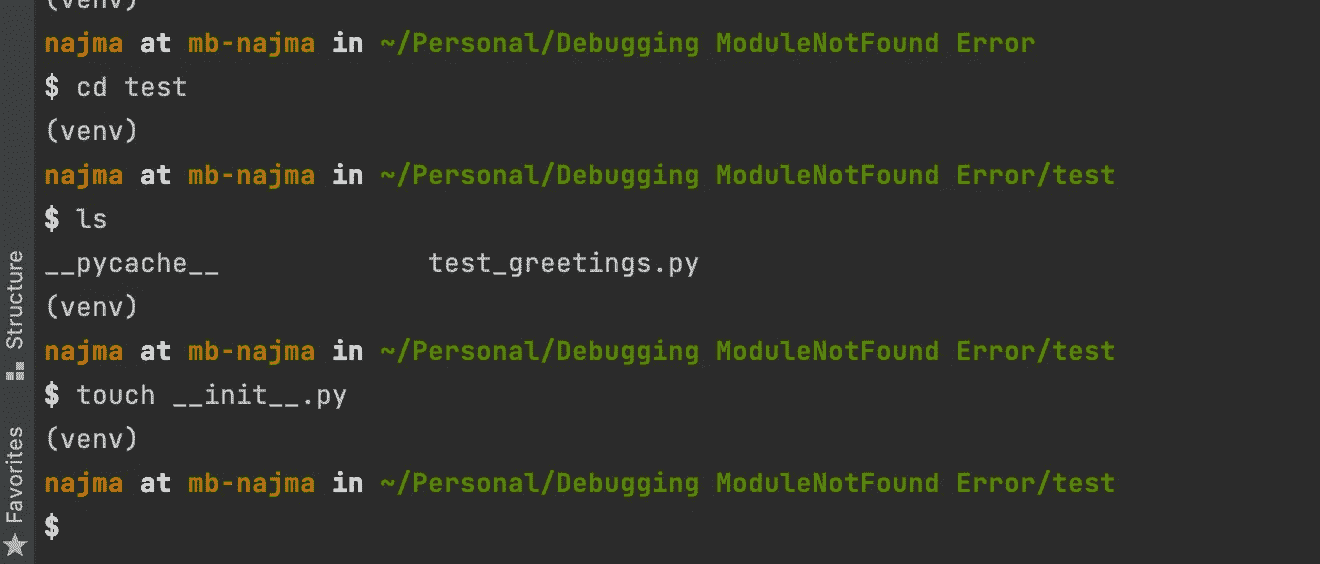 (venv)
najma at mb-najma in ~/Personal/Debugging ModuleNotFound Error
$ cd test
(venv)
najma at mb-najma in ~/Personal/Debugging ModuleNotFound Error/test
$ ls
__pycache__ test_greetings.py
(venv)
najma at mb-najma in ~/Personal/Debugging ModuleNotFound Error/test
$ touch __init__.py
(venv)
najma at mb-najma in ~/Personal/Debugging ModuleNotFound Error/test
$
Structure
Favorites